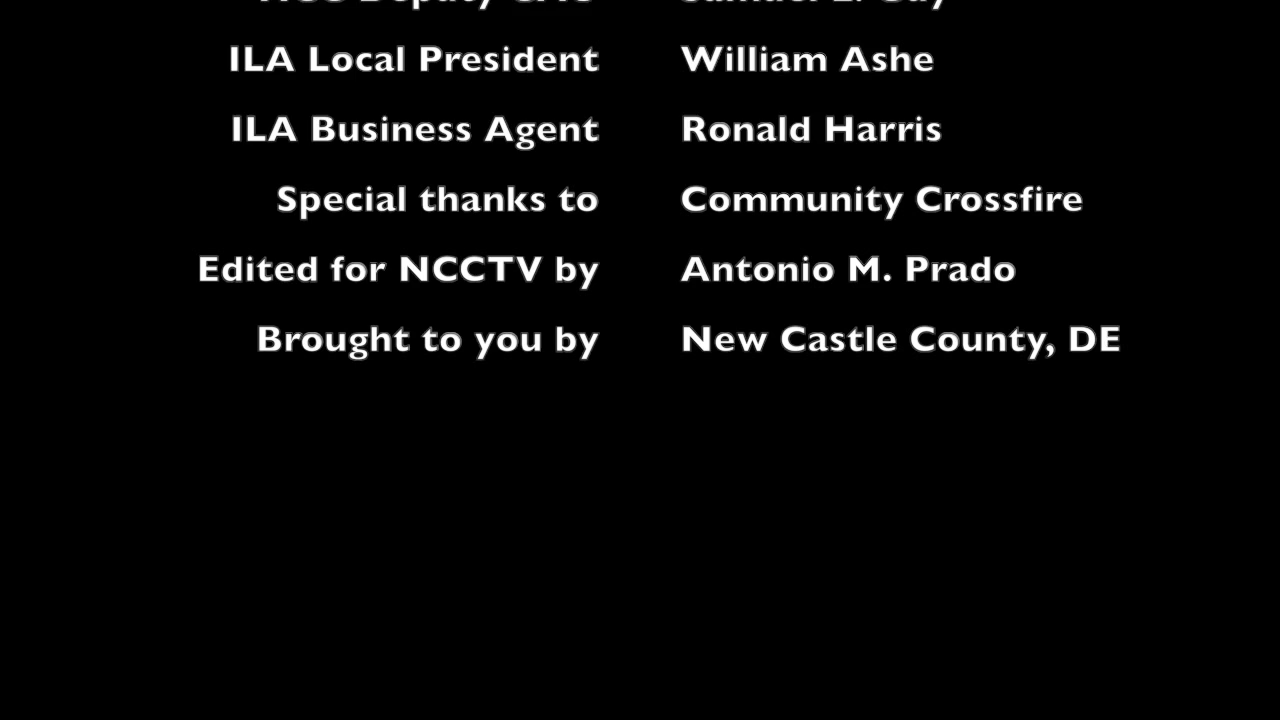 ILA Local President William Ashe
ILA Business Agent Ronald Harris
Special thanks to Community Crossfire
Edited for NCCTV by Antonio M. Prado
Brought to you by New Castle County, DE